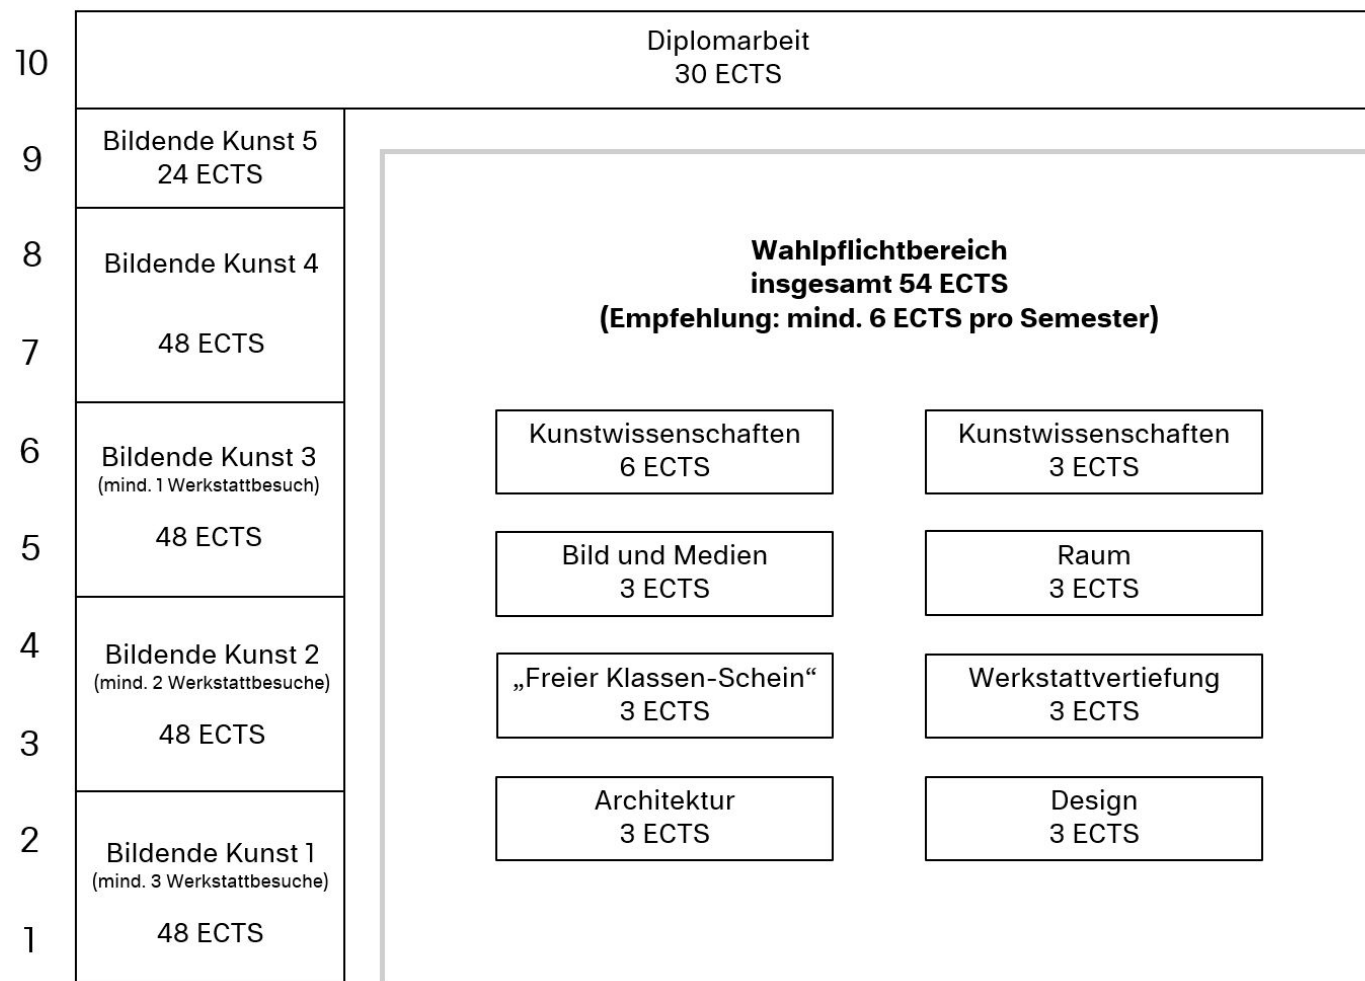 10
Diplomarbeit
30 ECTS
9
Bildende Kunst 5
24 ECTS
8
Bildende Kunst 4
7
48 ECTS
6
Bildende Kunst 3
(mind. 1 Werkstattbesuch)
5
48 ECTS
4
Bildende Kunst 2
(mind. 2 Werkstattbesuche)
3
48 ECTS
2
Bildende Kunst 1
(mind. 3 Werkstattbesuche)
1
48 ECTS
Wahlpflichtbereich
insgesamt 54 ECTS
(Empfehlung: mind. 6 ECTS pro Semester)
Kunstwissenschaften
6 ECTS
Kunstwissenschaften
3 ECTS
Bild und Medien
3 ECTS
Raum
3 ECTS
„Freier Klassen-Schein“
3 ECTS
Werkstattvertiefung
3 ECTS
Architektur
3 ECTS
Design
3 ECTS